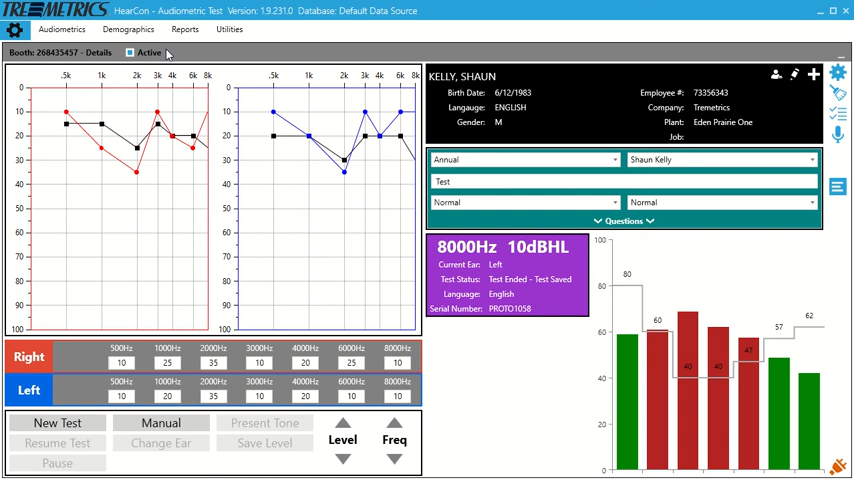 TREMETRICS HearCon - Audiometric Test Version: 1.9.231.0 Database: Default Data Source
Audiometrics Demographics Reports Utilities
Booth: 268435457 - Details Active
.5k 1k 2k 3k 4k 6k 8k
0
10
20
30
40
50
60
70
80
90
100
.5k 1k 2k 3k 4k 6k 8k
0
10
20
30
40
50
60
70
80
90
100
KELLY, SHAUN
Birth Date: 6/12/1983 Employee #: 73356343
Langauge: ENGLISH Company: Tremetrics
Gender: M Plant: Eden Prairie One
Job:
Annual Shaun Kelly
Test
Normal Normal
Questions
8000Hz 10dBHL
Current Ear: Left
Test Status: Test Ended - Test Saved
Language: English
Serial Number: PROTO1058
100
80
60
40
20
0
80 60 40 40 47 57 62
Right
500Hz 1000Hz 2000Hz 3000Hz 4000Hz 6000Hz 8000Hz
10 25 35 10 20 25 10
Left
500Hz 1000Hz 2000Hz 3000Hz 4000Hz 6000Hz 8000Hz
10 20 35 10 20 10 10
New Test Manual Present Tone
Resume Test Change Ear Save Level
Pause
Level Freq